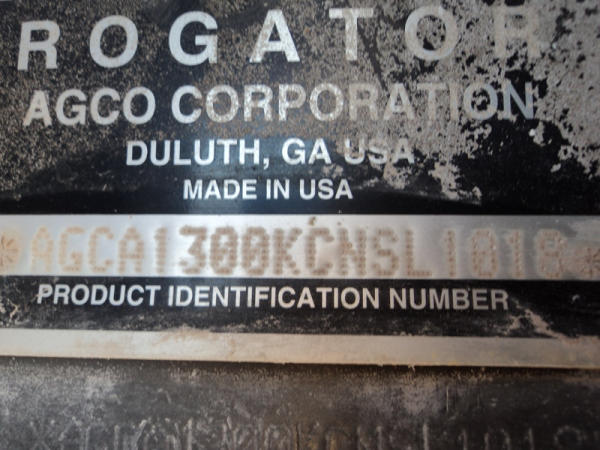 ROGATOR
AGCO CORPORATION
DULUTH, GA USA
MADE IN USA
*AGCA1300KCNSL1018*
PRODUCT IDENTIFICATION NUMBER